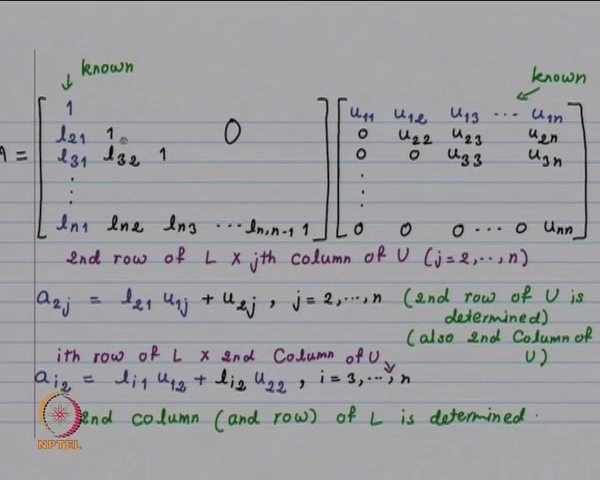 known
known
A = [ 1 0 ] [ u11 u12 u13 ... u1n ]
l21 1 0 u22 u23 u2n
l31 l32 1 0 0 u33 u3n
ln1 ln2 ln3 ... ln,n-1 1 0 0 0 ... 0 unn
2nd row of L X jth column of U (j=2,..,n)
a2j = l21 u1j + u2j , j=2,...,n (2nd row of U is
determined)
(also 2nd Column of
U)
ith row of L X 2nd Column of U
ai2 = li1 u12 + li2 u22 , i=3,...,n
2nd column (and row) of L is determined.
NPTEL